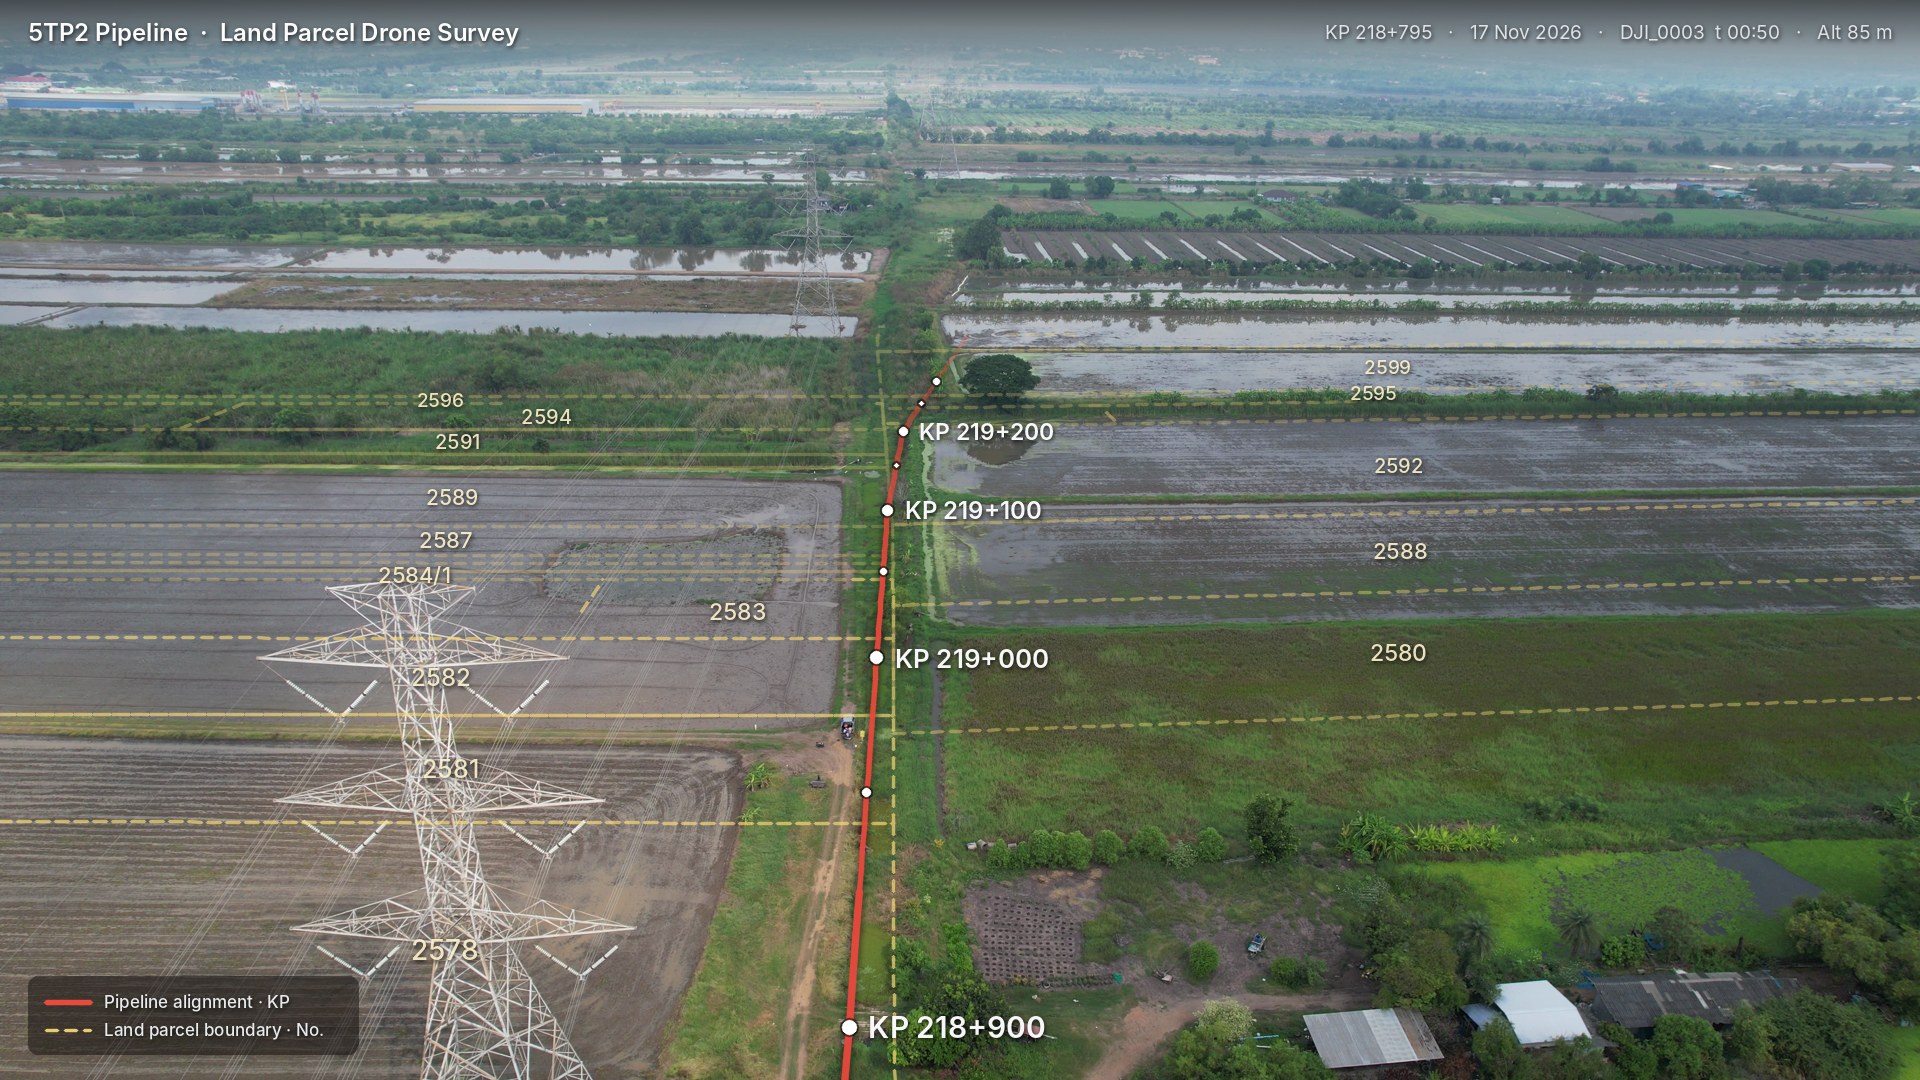 5TP2 Pipeline · Land Parcel Drone Survey
KP 218+795 · 17 Nov 2026 · DJI_0003 t 00:50 · Alt 85 m
2599
2595
2596
2594
KP 219+200
2591
2592
2589
KP 219+100
2587
2588
2584/1
2583
2580
KP 219+000
2582
2581
2578
KP 218+900
Pipeline alignment · KP
Land parcel boundary · No.